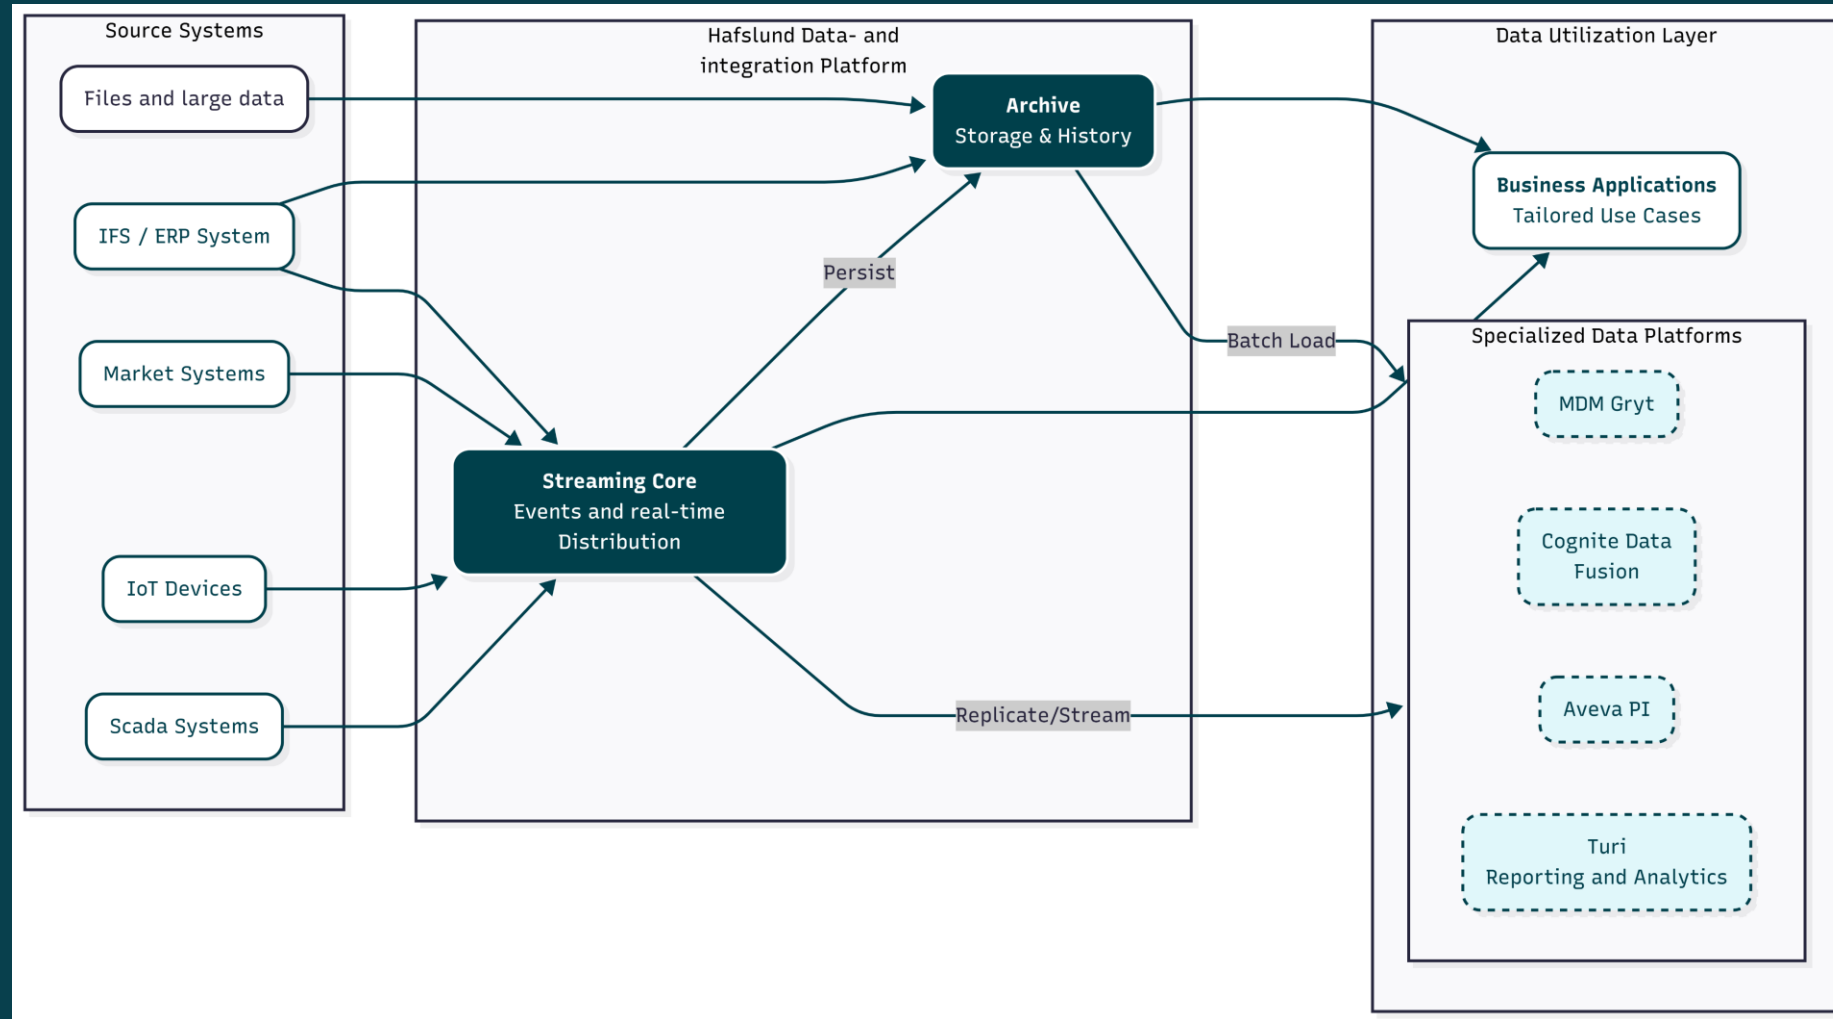 Source Systems
Files and large data
IFS / ERP System
Market Systems
IoT Devices
Scada Systems
Hafslund Data- and
integration Platform
Archive
Storage & History
Persist
Streaming Core
Events and real-time
Distribution
Batch Load
Replicate/Stream
Data Utilization Layer
Business Applications
Tailored Use Cases
Specialized Data Platforms
MDM Gryt
Cognite Data
Fusion
Aveva PI
Turi
Reporting and Analytics